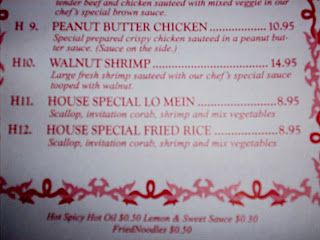 tender beef and chicken sauteed with mixed veggie in our
chef's special brown sauce.
H 9. PEANUT BUTTER CHICKEN .................. 10.95
Special prepared crispy chicken sauteed in a peanut but-
ter sauce. (Sauce on the side.)
H10. WALNUT SHRIMP ................................ 14.95
Large fresh shrimp sauteed with our chef's special sauce
tooped with walnut.
H11. HOUSE SPECIAL LO MEIN .................. 8.95
Scallop, invitation corab, shrimp and mix vegetables
H12. HOUSE SPECIAL FRIED RICE ............. 8.95
Scallop, invitation corab, shrimp and mix vegetables
Hot Spicy Hot Oil $0.50 Lemon & Sweet Sauce $0.30
FriedNoodles $0.50